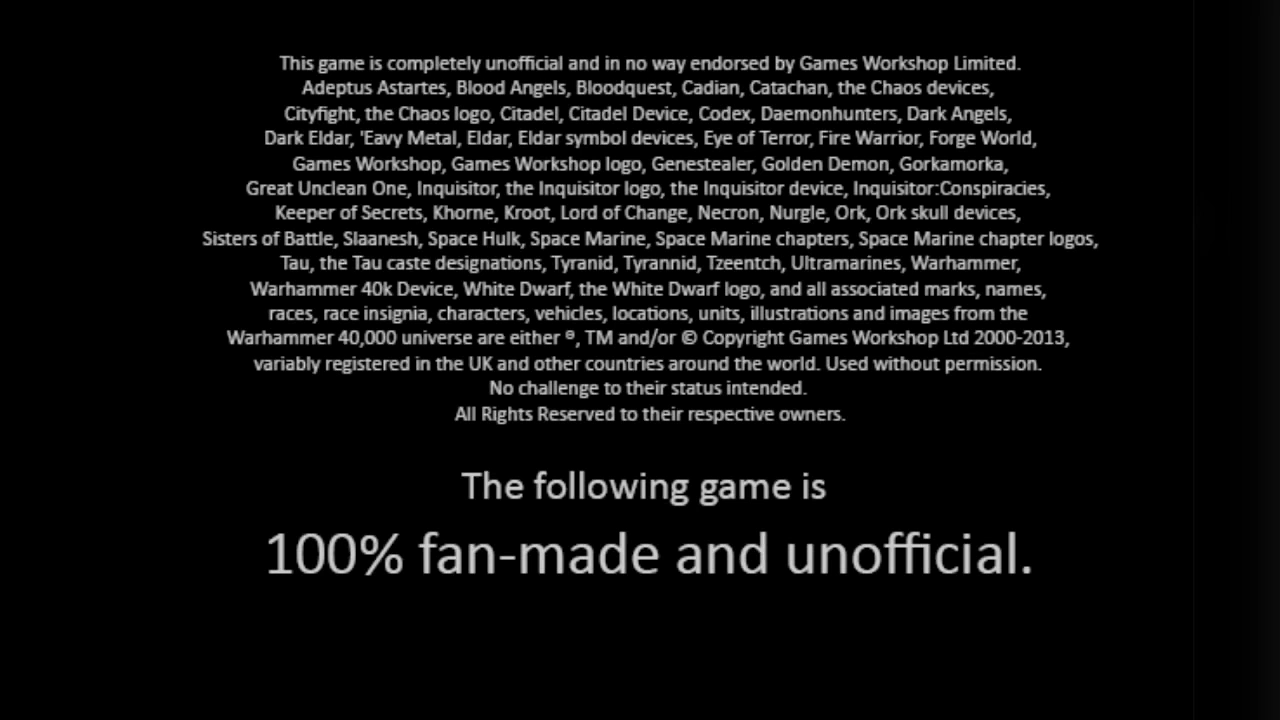 This game is completely unofficial and in no way endorsed by Games Workshop Limited.
Adeptus Astartes, Blood Angels, Bloodquest, Cadian, Catachan, the Chaos devices,
Cityfight, the Chaos logo, Citadel, Citadel Device, Codex, Daemonhunters, Dark Angels,
Dark Eldar, 'Eavy Metal, Eldar, Eldar symbol devices, Eye of Terror, Fire Warrior, Forge World,
Games Workshop, Games Workshop logo, Genestealer, Golden Demon, Gorkamorka,
Great Unclean One, Inquisitor, the Inquisitor logo, the Inquisitor device, Inquisitor:Conspiracies,
Keeper of Secrets, Khorne, Kroot, Lord of Change, Necron, Nurgle, Ork, Ork skull devices,
Sisters of Battle, Slaanesh, Space Hulk, Space Marine, Space Marine chapters, Space Marine chapter logos,
Tau, the Tau caste designations, Tyranid, Tyrannid, Tzeentch, Ultramarines, Warhammer,
Warhammer 40k Device, White Dwarf, the White Dwarf logo, and all associated marks, names,
races, race insignia, characters, vehicles, locations, units, illustrations and images from the
Warhammer 40,000 universe are either ®, TM and/or © Copyright Games Workshop Ltd 2000-2013,
variably registered in the UK and other countries around the world. Used without permission.
No challenge to their status intended.
All Rights Reserved to their respective owners.
The following game is
100% fan-made and unofficial.